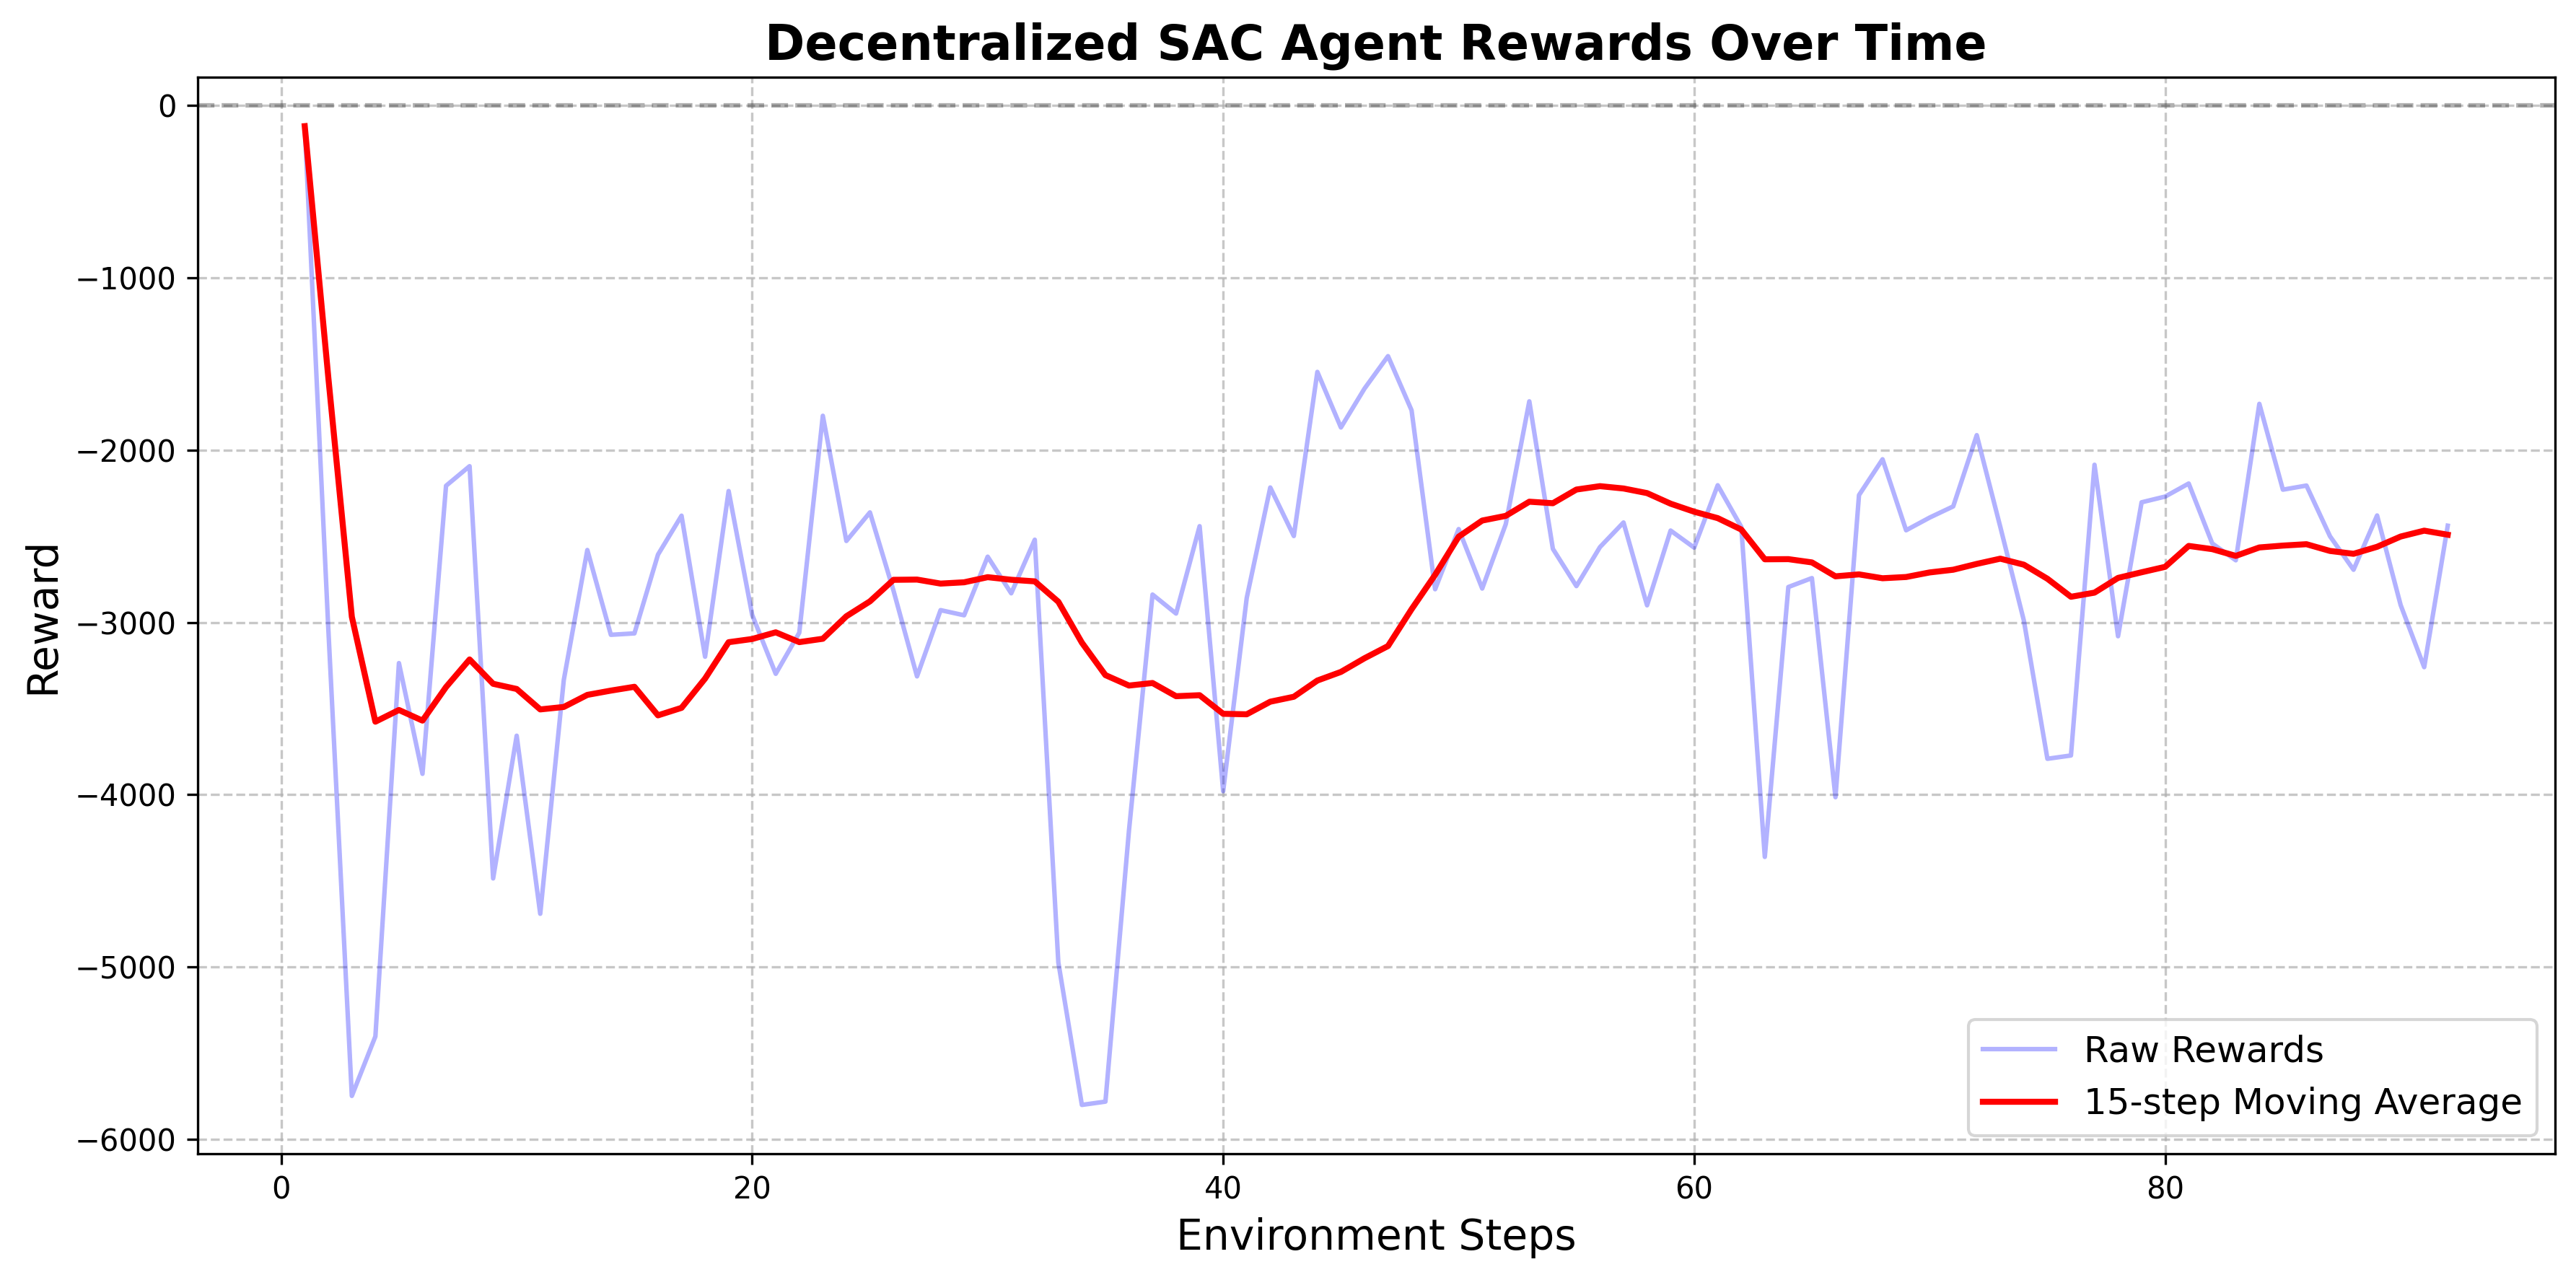 Decentralized SAC Agent Rewards Over Time
0
−1000
−2000
−3000
−4000
−5000
−6000
Reward
0
20
40
60
80
Environment Steps
Raw Rewards
15-step Moving Average